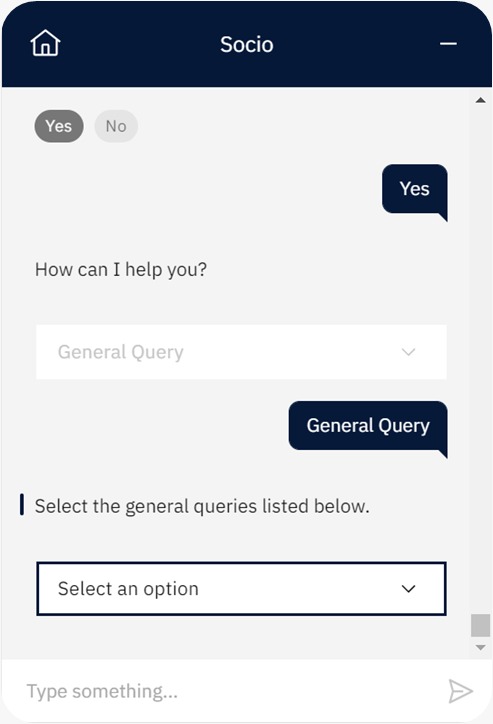 Socio
Yes No
Yes
How can I help you?
General Query
General Query
Select the general queries listed below.
Select an option
Type something...